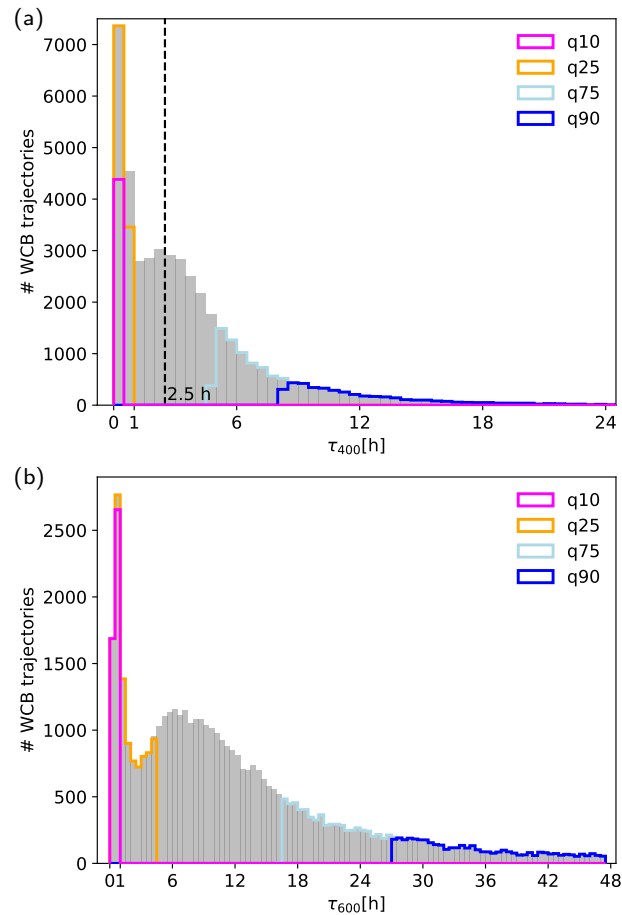 (a)
7000
6000
5000
4000
3000
2000
1000
0
# WCB trajectories
q10
q25
q75
q90
2.5 h
0 1 6 12 18 24
τ400[h]
(b)
2500
2000
1500
1000
500
0
# WCB trajectories
q10
q25
q75
q90
0 1 6 12 18 24 30 36 42 48
τ600[h]